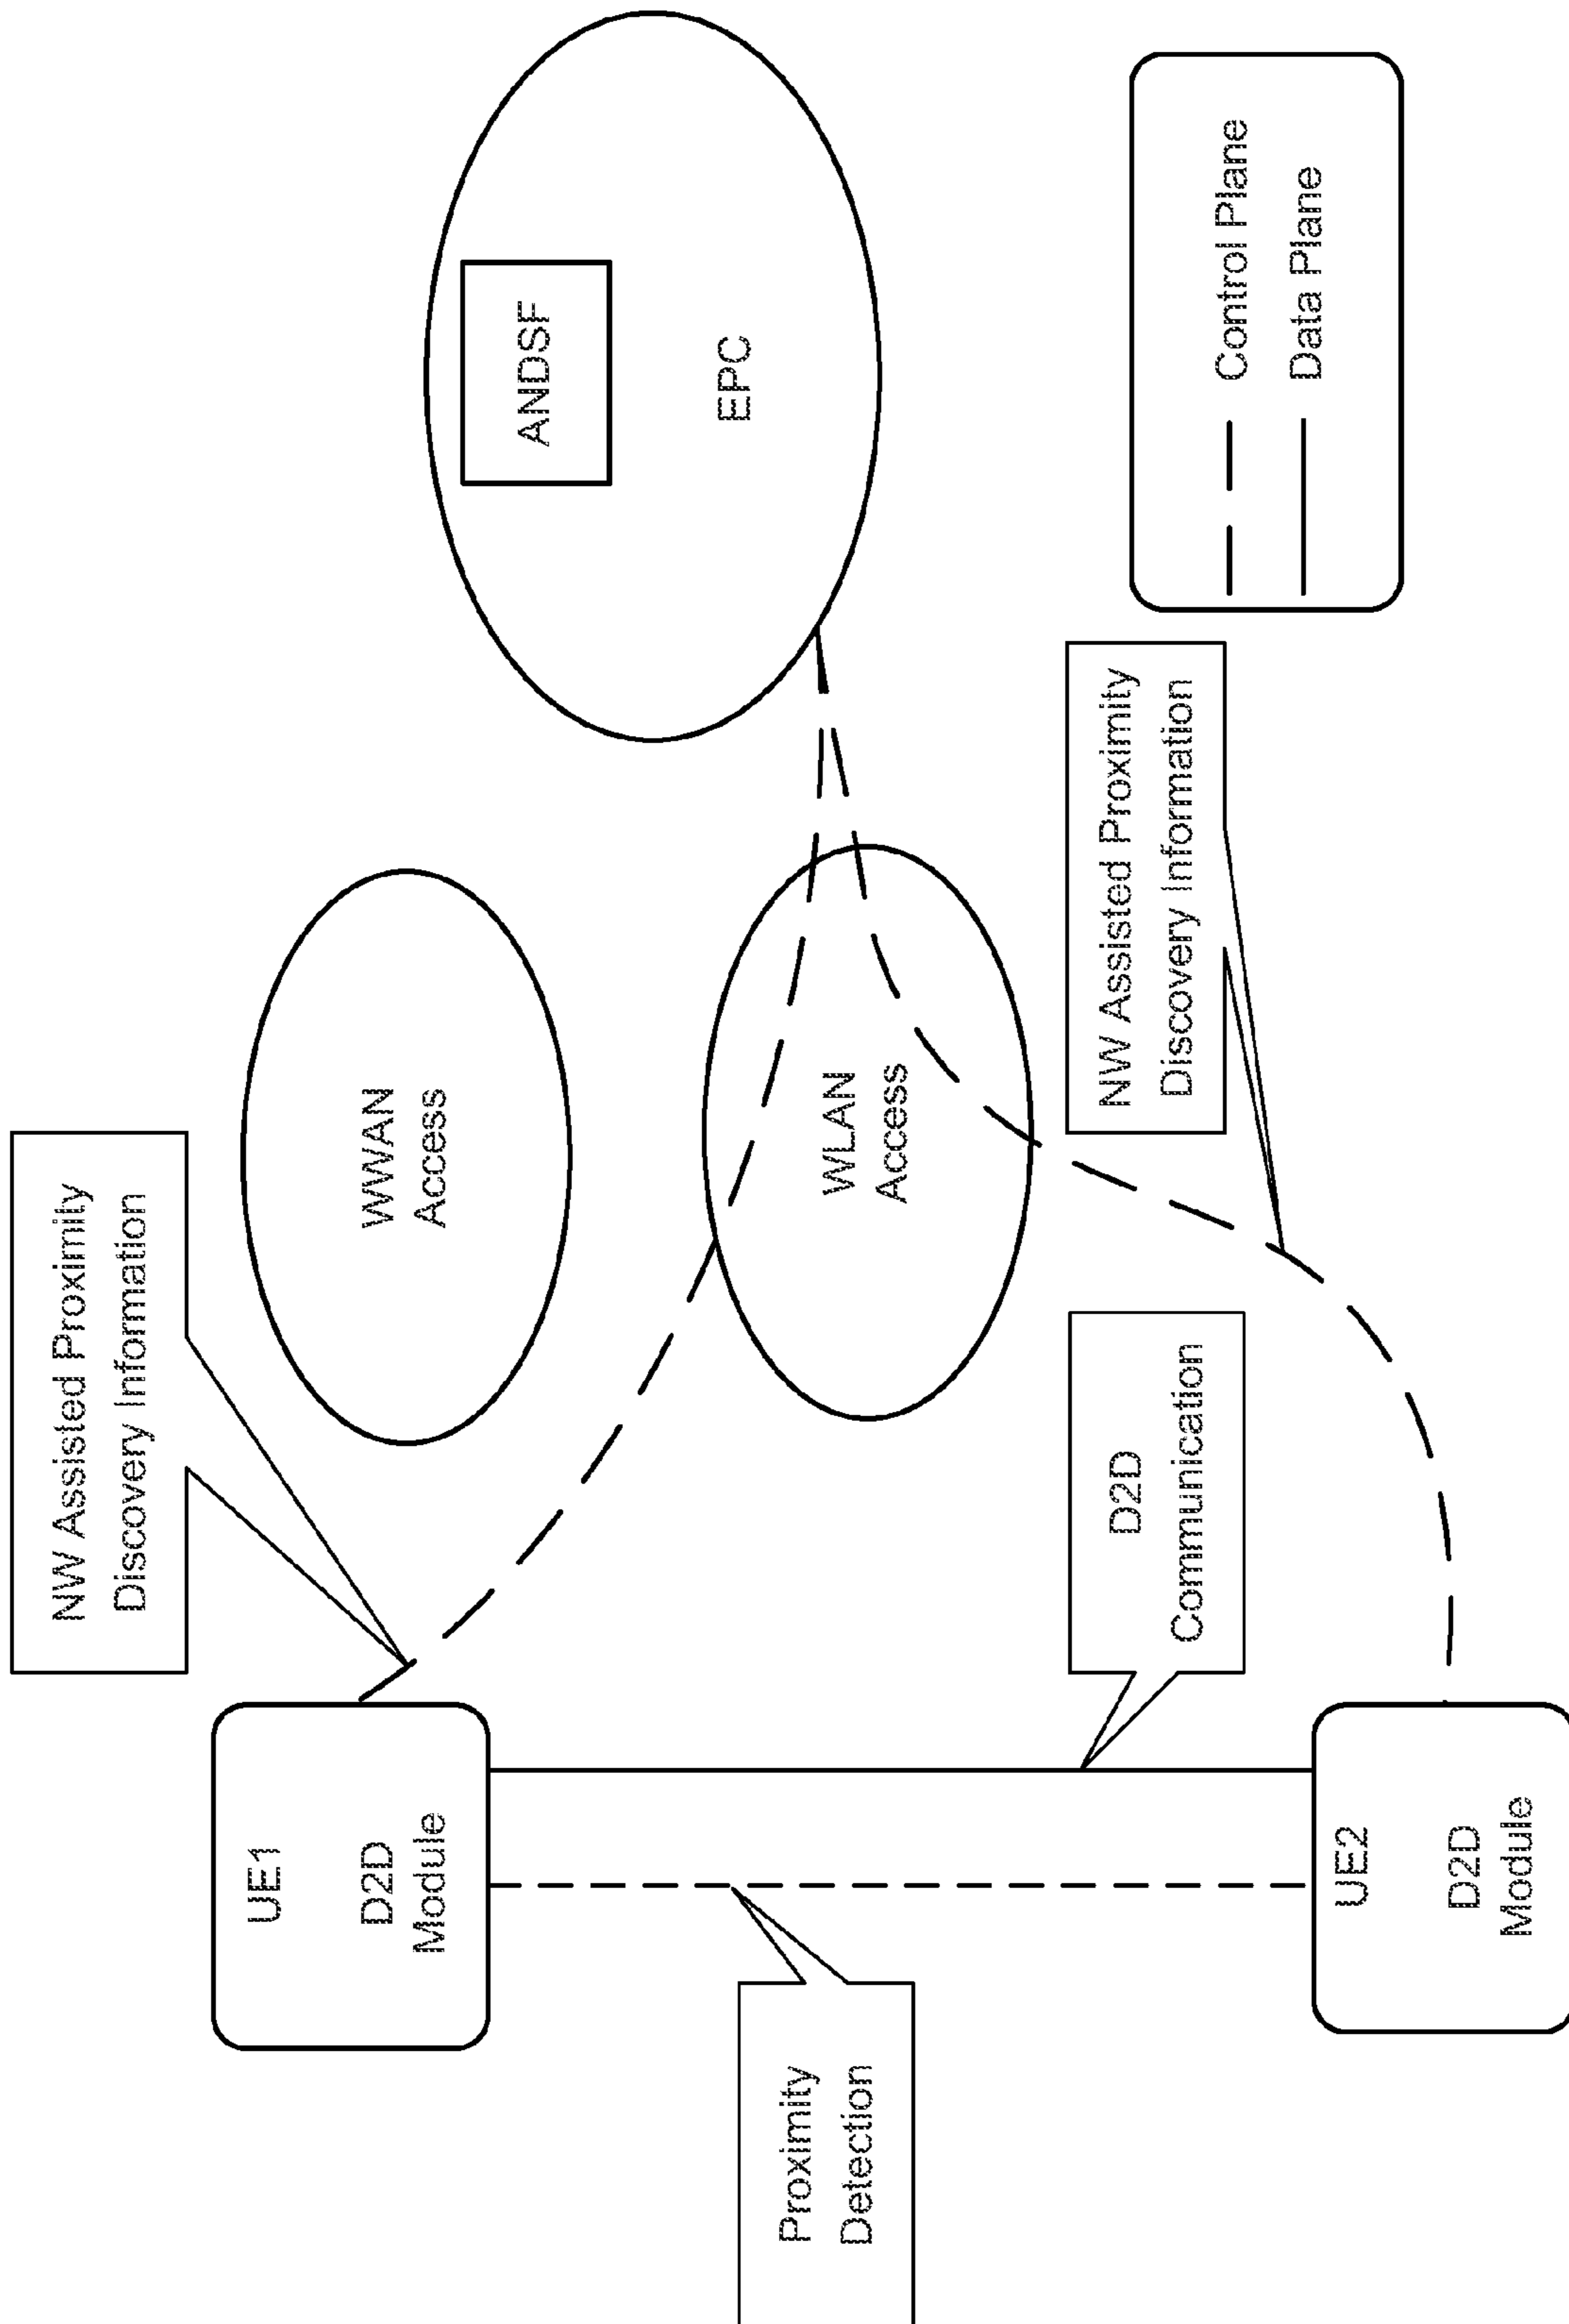 NW Assisted Proximity
Discovery Information
UE1
D2D
Module
WWAN
Access
ANDSF
EPC
Proximity
Detection
WLAN
Access
D2D
Communication
NW Assisted Proximity
Discovery Information
Control Plane
Data Plane
UE2
D2D
Module